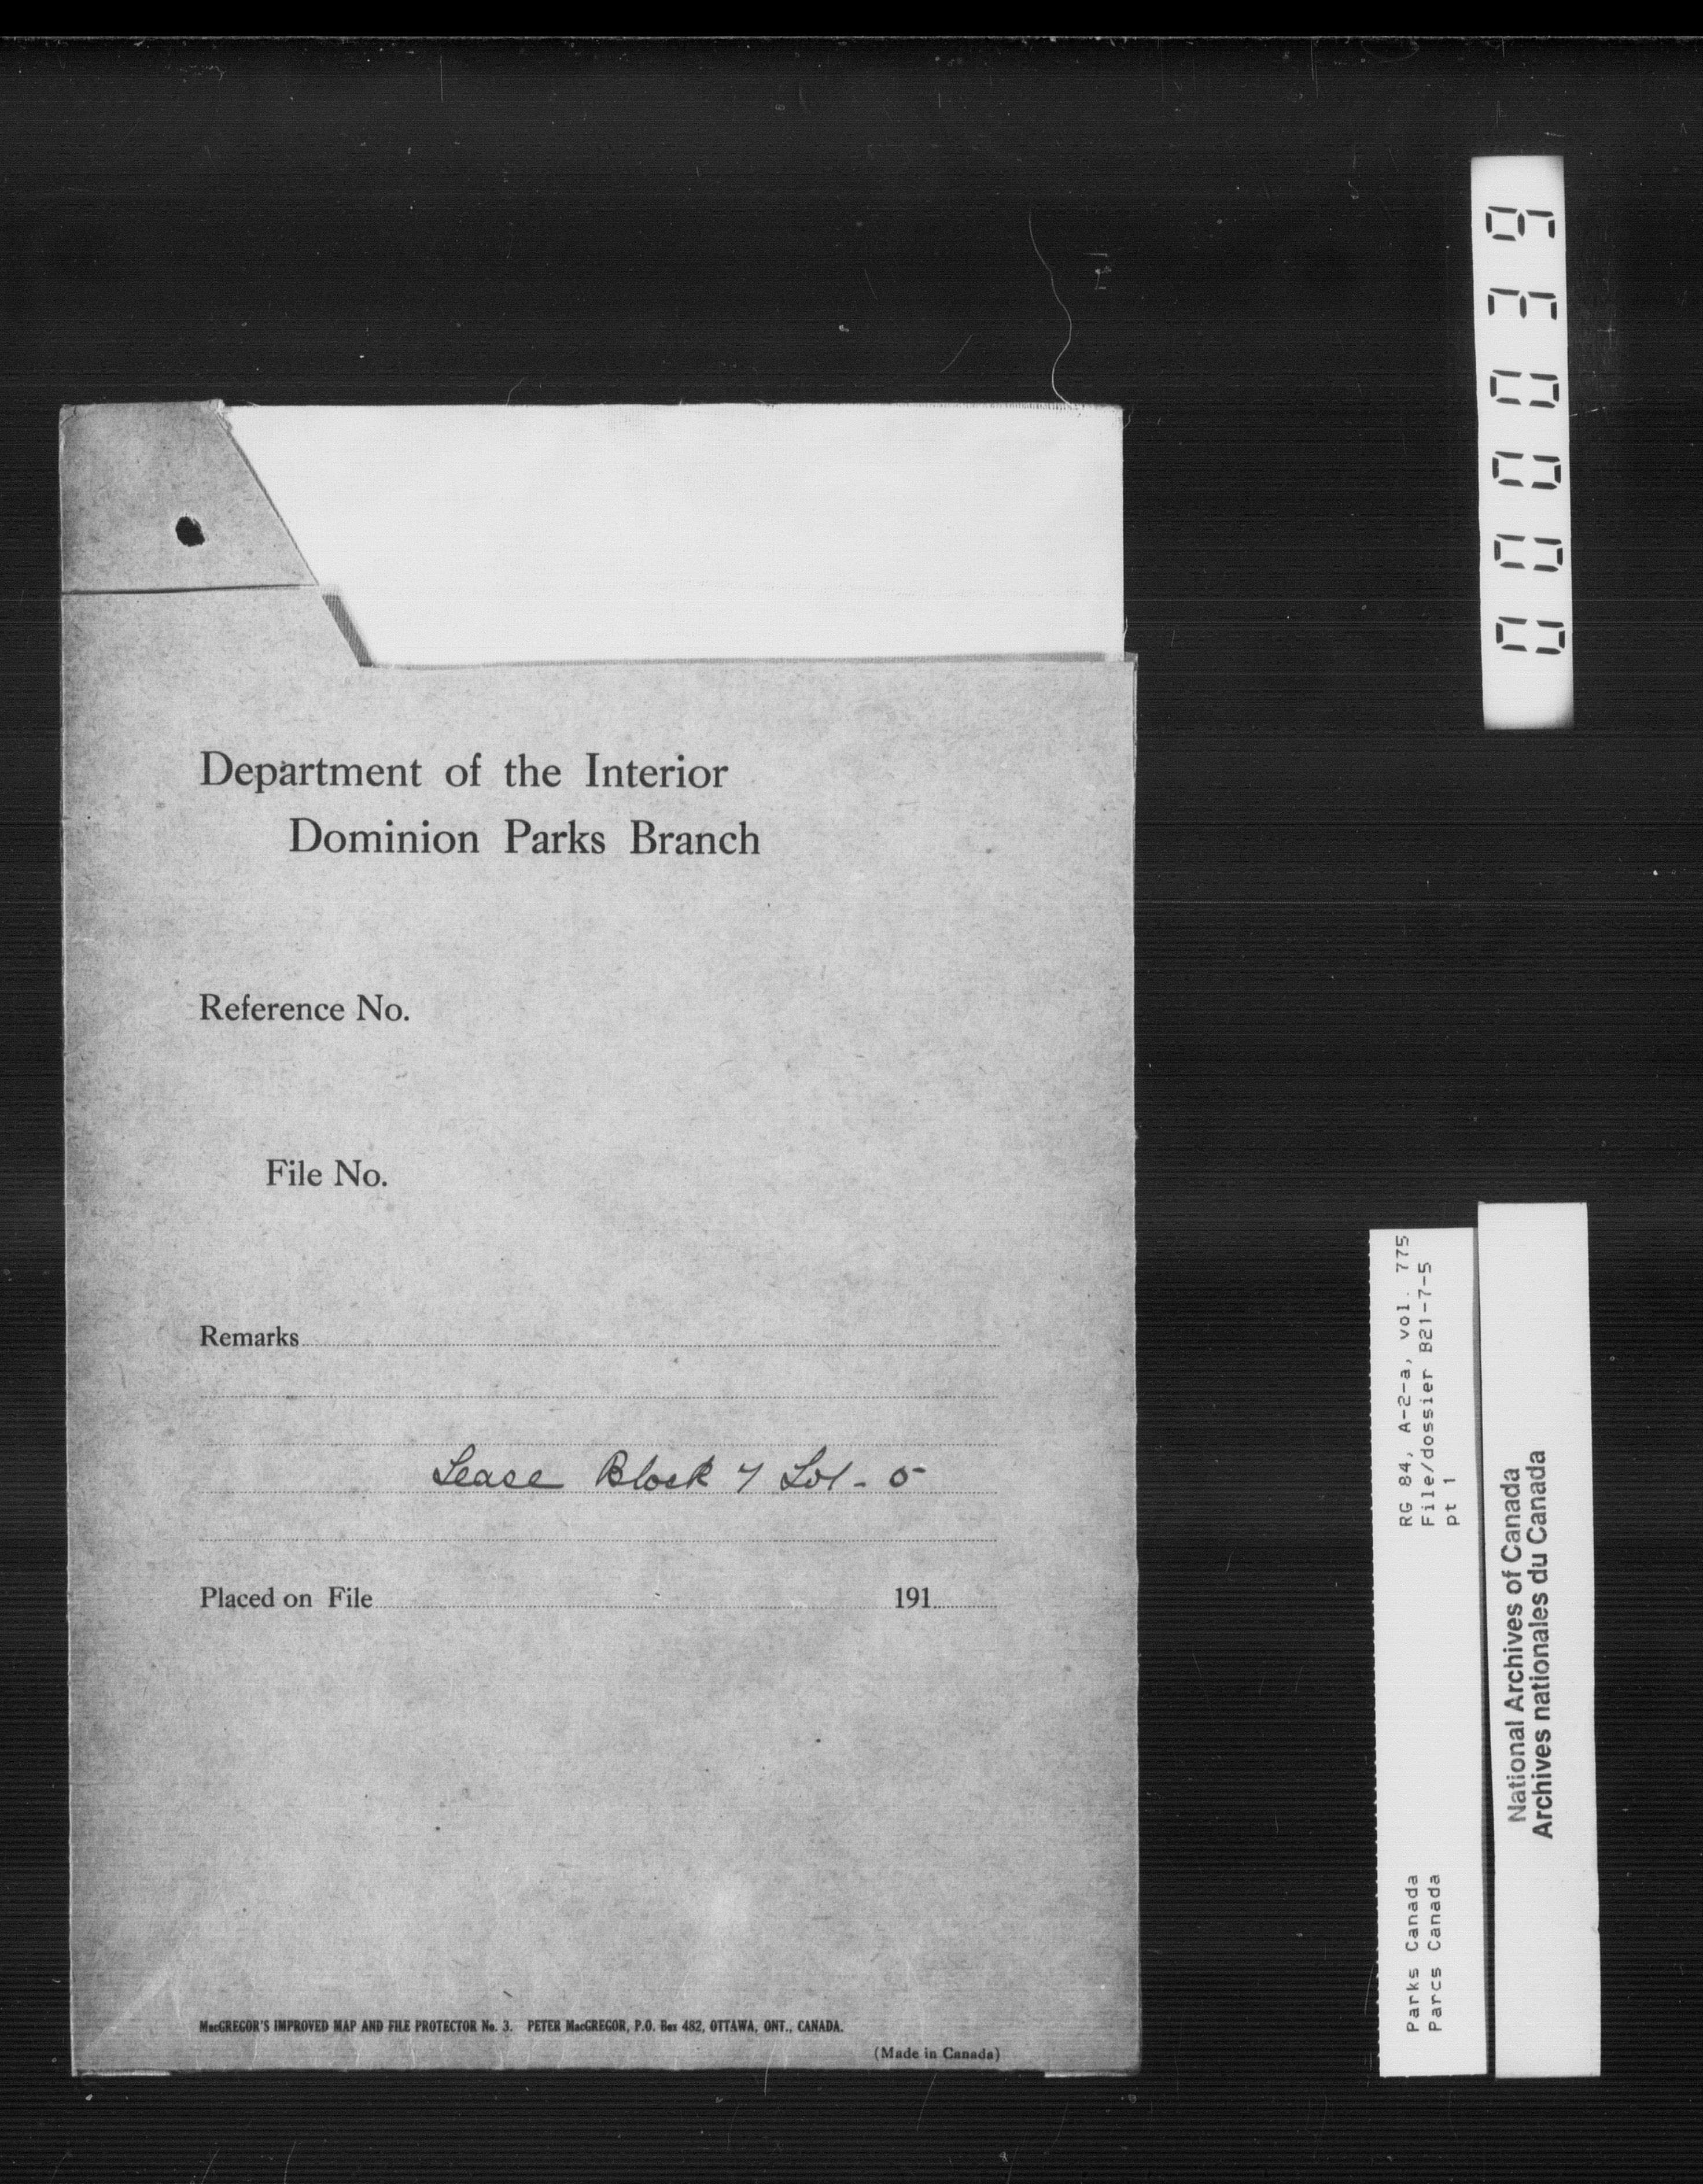 Department of the Interior
Dominion Parks Branch
Reference No.
File No.
Remarks
Lease Block 7 Lot - 5
Placed on File 191
MacGREGOR'S IMPROVED MAP AND FILE PROTECTOR No. 3. PETER MacGREGOR, P.O. Box 482, OTTAWA, ONT., CANADA.
(Made in Canada)
000039
RG 84, A-2-a, vol. 775
File/dossier B21-7-5
pt 1
Parks Canada
Parcs Canada
National Archives of Canada
Archives nationales du Canada